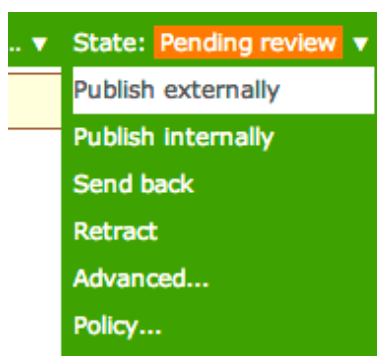 .. ▼ State: Pending review ▼
Publish externally
Publish internally
Send back
Retract
Advanced...
Policy...